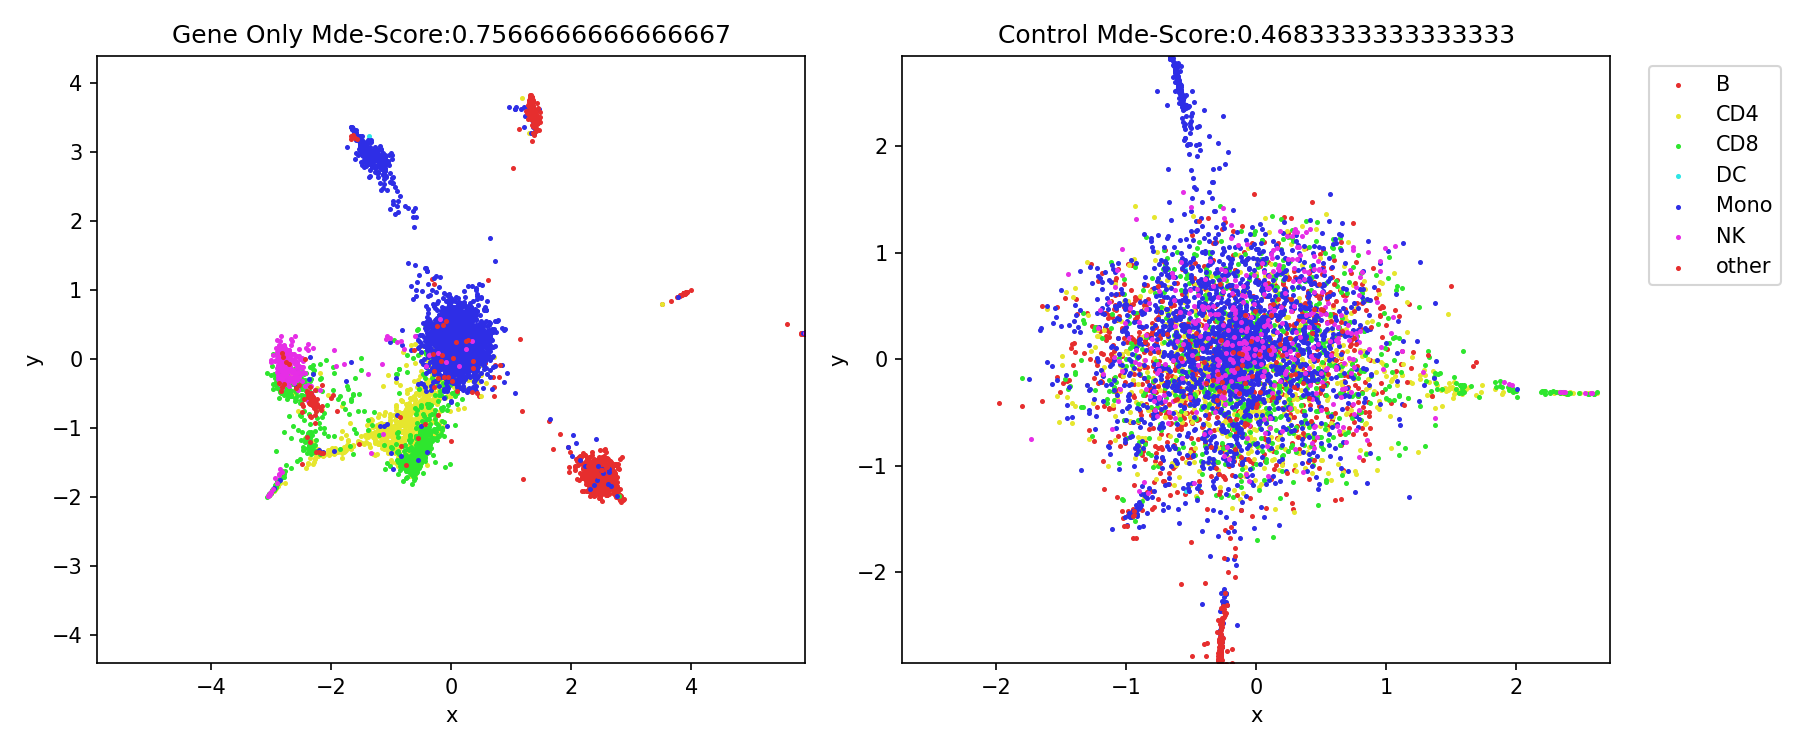 Gene Only Mde-Score:0.7566666666666667
4
3
2
1
0
−1
−2
−3
−4
y
−4
−2
0
2
4
x
Control Mde-Score:0.4683333333333333
2
1
0
−1
−2
y
−2
−1
0
1
2
x
B
CD4
CD8
DC
Mono
NK
other